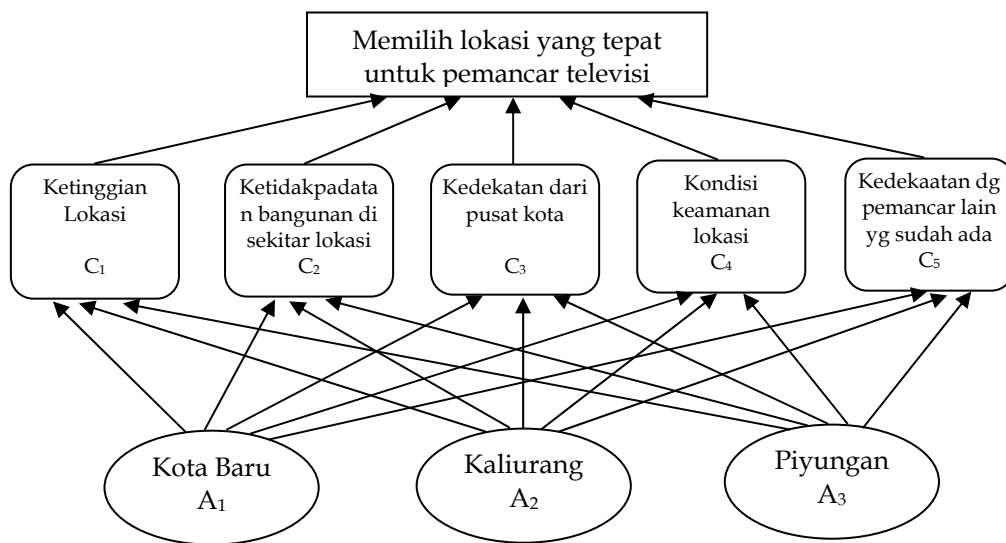 Memilih lokasi yang tepat
untuk pemancar televisi
Ketinggian
Lokasi
C1
Ketidakpadata
n bangunan di
sekitar lokasi
C2
Kedekatan dari
pusat kota
C3
Kondisi
keamanan
lokasi
C4
Kedekaatan dg
pemancar lain
yg sudah ada
C5
Kota Baru
A1
Kaliurang
A2
Piyungan
A3